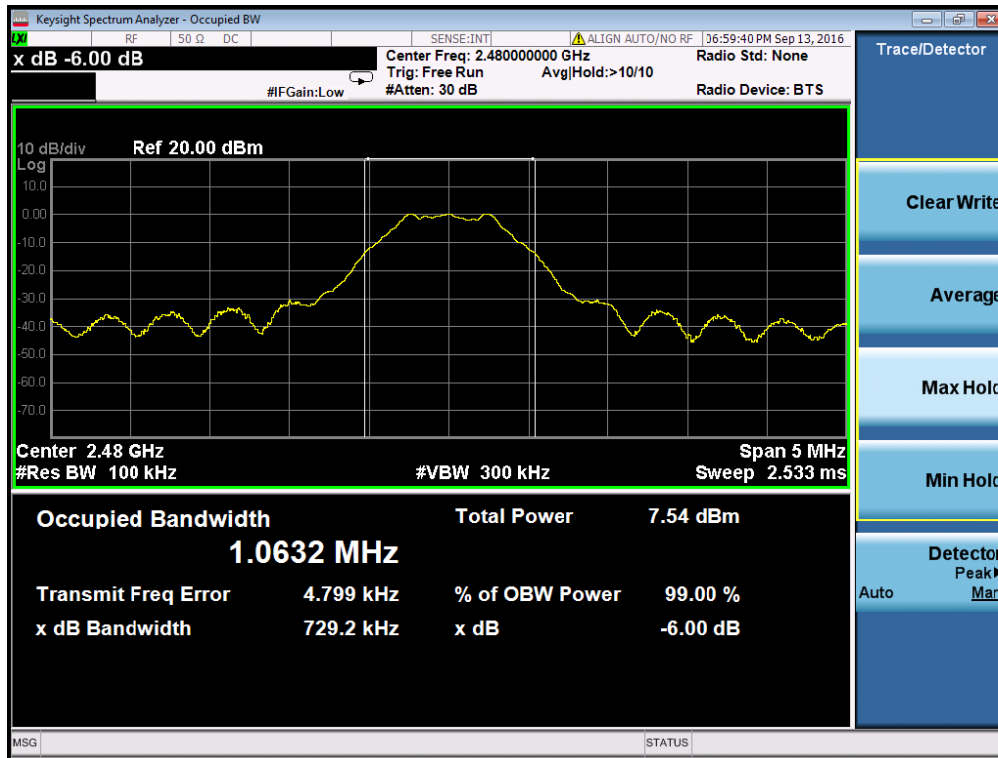 Keysight Spectrum Analyzer - Occupied BW
LXI RF 50 Ω DC SENSE:INT ALIGN AUTO/NO RF 06:59:40 PM Sep 13, 2016
x dB -6.00 dB
Center Freq: 2.480000000 GHz Radio Std: None
Trig: Free Run Avg|Hold:>10/10
#IFGain:Low #Atten: 30 dB Radio Device: BTS
10 dB/div Ref 20.00 dBm
Log
10.0
0.00
-10.0
-20.0
-30.0
-40.0
-50.0
-60.0
-70.0
Center 2.48 GHz Span 5 MHz
#Res BW 100 kHz #VBW 300 kHz Sweep 2.533 ms
Occupied Bandwidth Total Power 7.54 dBm
1.0632 MHz
Transmit Freq Error 4.799 kHz % of OBW Power 99.00 %
x dB Bandwidth 729.2 kHz x dB -6.00 dB
MSG STATUS
Trace/Detector
Clear Write
Average
Max Hold
Min Hold
Detector
Peak
Auto Man